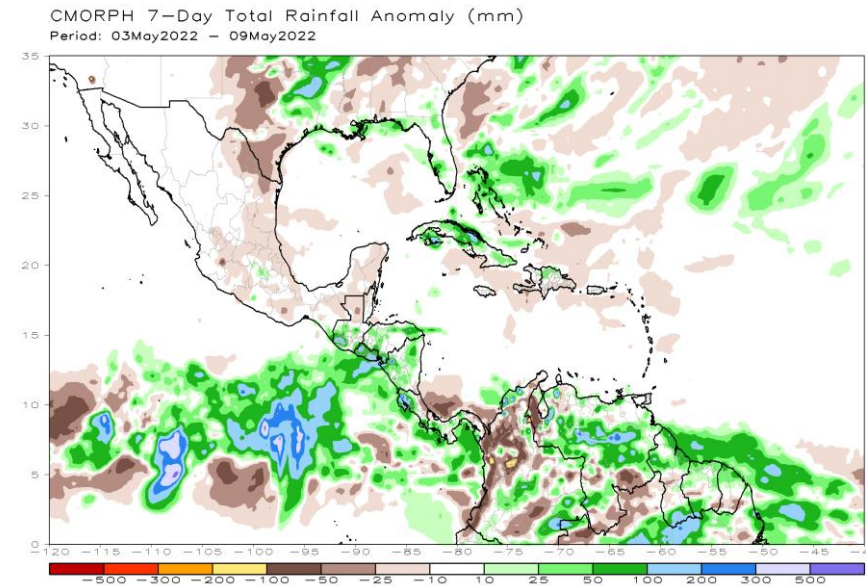 CMORPH 7-Day Total Rainfall Anomaly (mm)
Period: 03May2022 - 09May2022
35
30
25
20
15
10
5
0
-120 -115 -110 -105 -100 -95 -90 -85 -80 -75 -70 -65 -60 -55 -50 -45 -4
-500 -300 -200 -100 -50 -25 -10 10 25 50 100 200 300 500